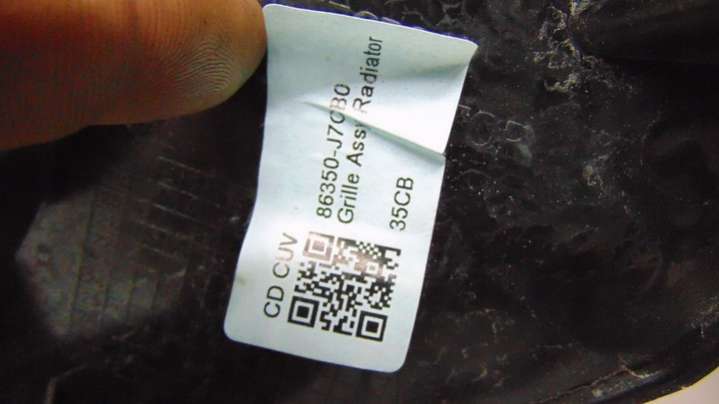 CD CUV
86350-J7CB0
Grille Assy Radiator
35CB